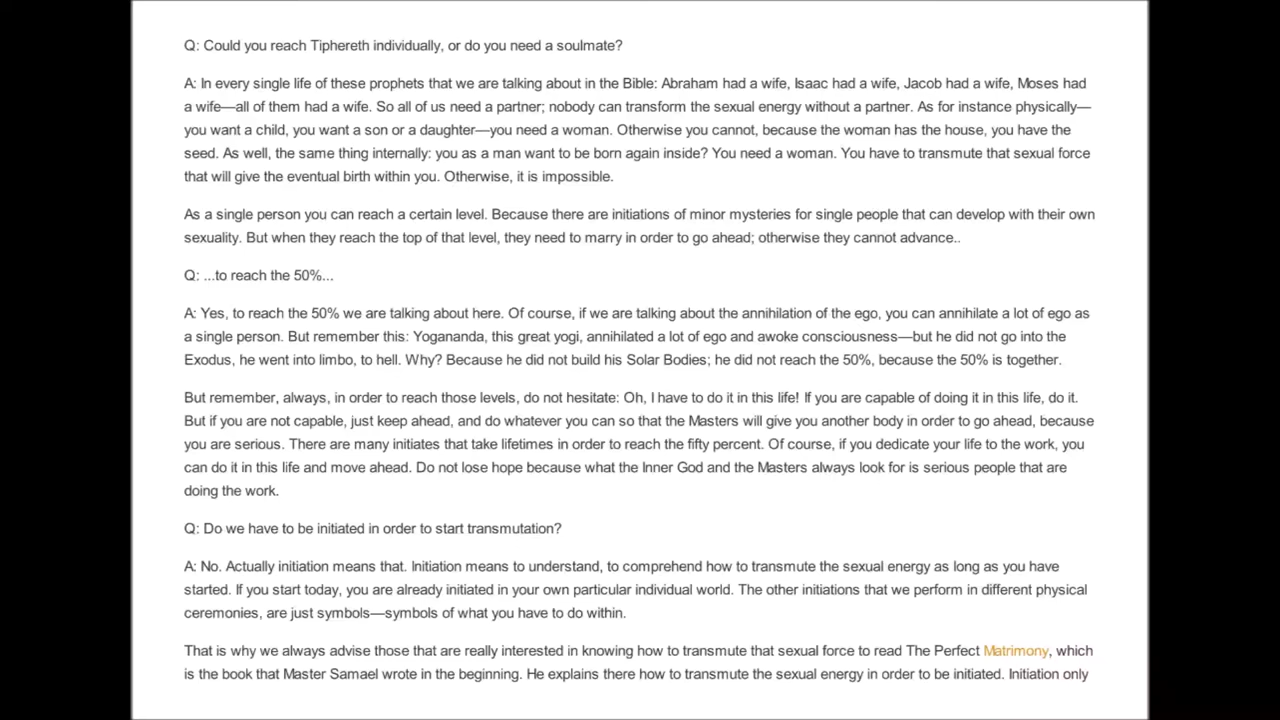 Q: Could you reach Tiphereth individually, or do you need a soulmate?
A: In every single life of these prophets that we are talking about in the Bible: Abraham had a wife, Isaac had a wife, Jacob had a wife, Moses had
a wife—all of them had a wife. So all of us need a partner; nobody can transform the sexual energy without a partner. As for instance physically—
you want a child, you want a son or a daughter—you need a woman. Otherwise you cannot, because the woman has the house, you have the
seed. As well, the same thing internally: you as a man want to be born again inside? You need a woman. You have to transmute that sexual force
that will give the eventual birth within you. Otherwise, it is impossible.
As a single person you can reach a certain level. Because there are initiations of minor mysteries for single people that can develop with their own
sexuality. But when they reach the top of that level, they need to marry in order to go ahead; otherwise they cannot advance..
Q: ...to reach the 50%...
A: Yes, to reach the 50% we are talking about here. Of course, if we are talking about the annihilation of the ego, you can annihilate a lot of ego as
a single person. But remember this: Yogananda, this great yogi, annihilated a lot of ego and awoke consciousness—but he did not go into the
Exodus, he went into limbo, to hell. Why? Because he did not build his Solar Bodies; he did not reach the 50%, because the 50% is together.
But remember, always, in order to reach those levels, do not hesitate: Oh, I have to do it in this life! If you are capable of doing it in this life, do it.
But if you are not capable, just keep ahead, and do whatever you can so that the Masters will give you another body in order to go ahead, because
you are serious. There are many initiates that take lifetimes in order to reach the fifty percent. Of course, if you dedicate your life to the work, you
can do it in this life and move ahead. Do not lose hope because what the Inner God and the Masters always look for is serious people that are
doing the work.
Q: Do we have to be initiated in order to start transmutation?
A: No. Actually initiation means that. Initiation means to understand, to comprehend how to transmute the sexual energy as long as you have
started. If you start today, you are already initiated in your own particular individual world. The other initiations that we perform in different physical
ceremonies, are just symbols—symbols of what you have to do within.
That is why we always advise those that are really interested in knowing how to transmute that sexual force to read The Perfect Matrimony, which
is the book that Master Samael wrote in the beginning. He explains there how to transmute the sexual energy in order to be initiated. Initiation only